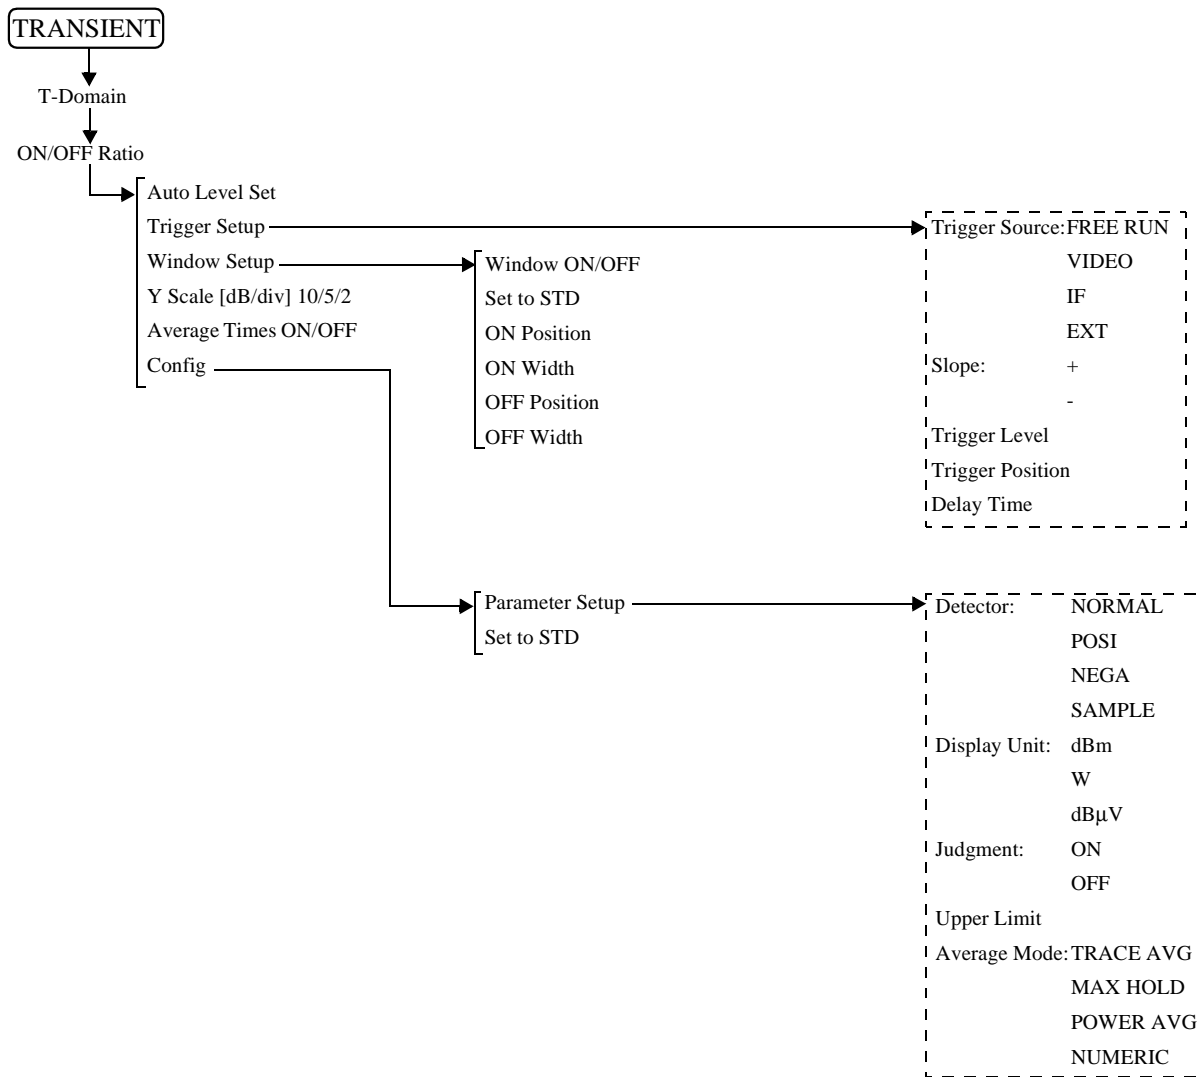 TRANSIENT
T-Domain
ON/OFF Ratio
Auto Level Set
Trigger Setup
Window Setup
Y Scale [dB/div] 10/5/2
Average Times ON/OFF
Config
Window ON/OFF
Set to STD
ON Position
ON Width
OFF Position
OFF Width
Trigger Source: FREE RUN
VIDEO
IF
EXT
Slope: +
-
Trigger Level
Trigger Position
Delay Time
Parameter Setup
Set to STD
Detector: NORMAL
POSI
NEGA
SAMPLE
Display Unit: dBm
W
dBμV
Judgment: ON
OFF
Upper Limit
Average Mode: TRACE AVG
MAX HOLD
POWER AVG
NUMERIC